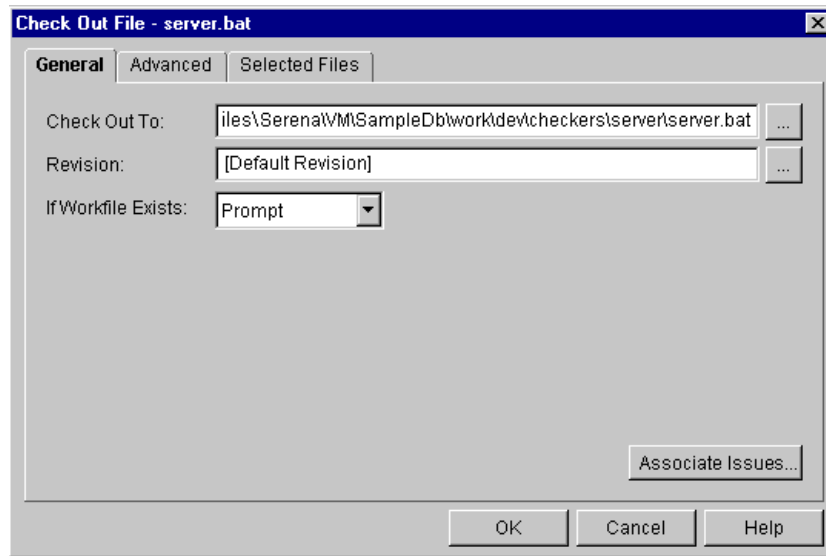 Check Out File - server.bat
General Advanced Selected Files
Check Out To: iles\Serena\VM\SampleDb\work\dev\checkers\server\server.bat ...
Revision: [Default Revision] ...
If Workfile Exists: Prompt
Associate Issues...
OK Cancel Help